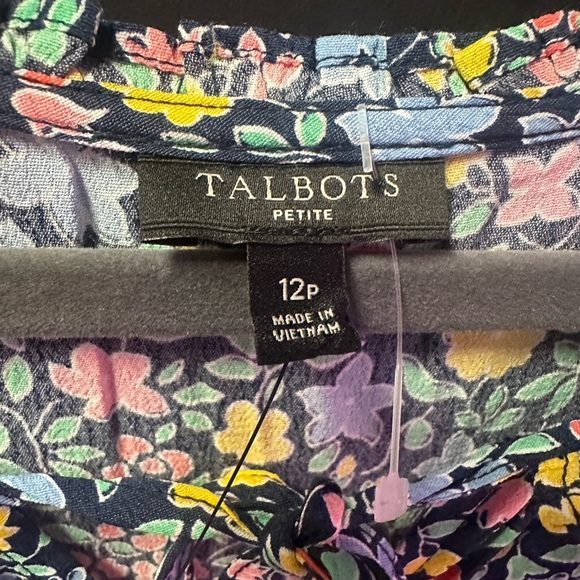 TALBOTS
PETITE
12P
MADE IN
VIETNAM